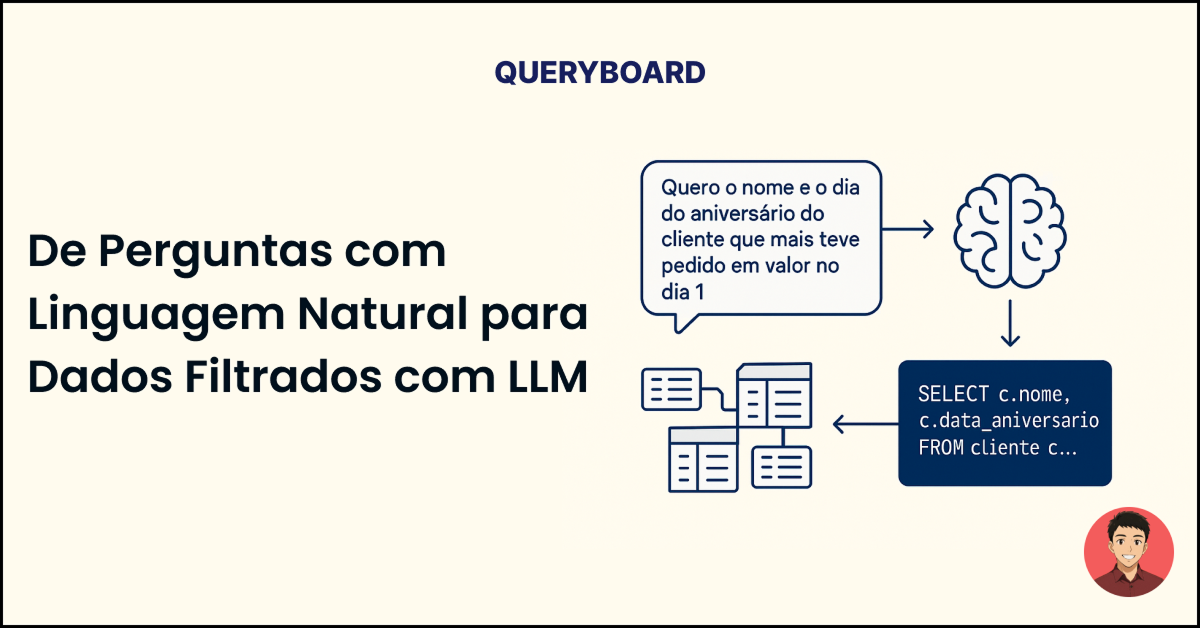 QUERYBOARD
De Perguntas com
Linguagem Natural para
Dados Filtrados com LLM
Quero o nome e o dia
do aniversário do
cliente que mais teve
pedido em valor no
dia 1
SELECT c.nome,
c.data_aniversario
FROM cliente c...